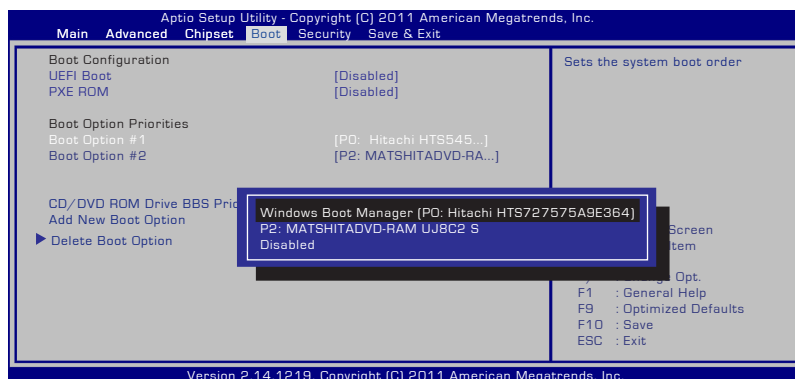 Aptio Setup Utility - Copyright (C) 2011 American Megatrends, Inc.
Main Advanced Chipset Boot Security Save & Exit
Boot Configuration
UEFI Boot [Disabled]
PXE ROM [Disabled]
Boot Option Priorities
Boot Option #1 [P0: Hitachi HTS545...]
Boot Option #2 [P2: MATSHITADVD-RA...]
CD/DVD ROM Drive BBS
Add New Boot Option
Delete Boot Option
Windows Boot Manager (P0: Hitachi HTS727575A9E364)
P2: MATSHITADVD-RAM UJ8C2 S
Disabled
Sets the system boot order
Screen
Item
Opt.
F1 : General Help
F9 : Optimized Defaults
F10 : Save
ESC : Exit
Version 2.14.1219. Copyright (C) 2011 American Megatrends, Inc.